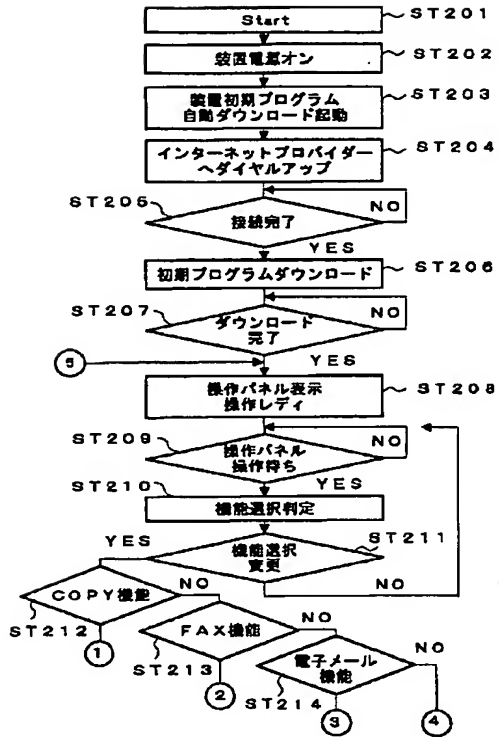 Start
ST201
装置電源オン
ST202
装置初期プログラム
自動ダウンロード起動
ST203
インターネットプロバイダー
へダイヤルアップ
ST204
ST205
接続完了
NO
YES
初期プログラムダウンロード
ST206
ST207
ダウンロード
完了
NO
YES
5
操作パネル表示
操作レディ
ST208
ST209
操作パネル
操作待ち
NO
YES
ST210
機能選択判定
YES
機能選択
変更
ST211
NO
COPY機能
NO
ST212
1
FAX機能
NO
ST213
2
電子メール
機能
NO
ST214
3
4